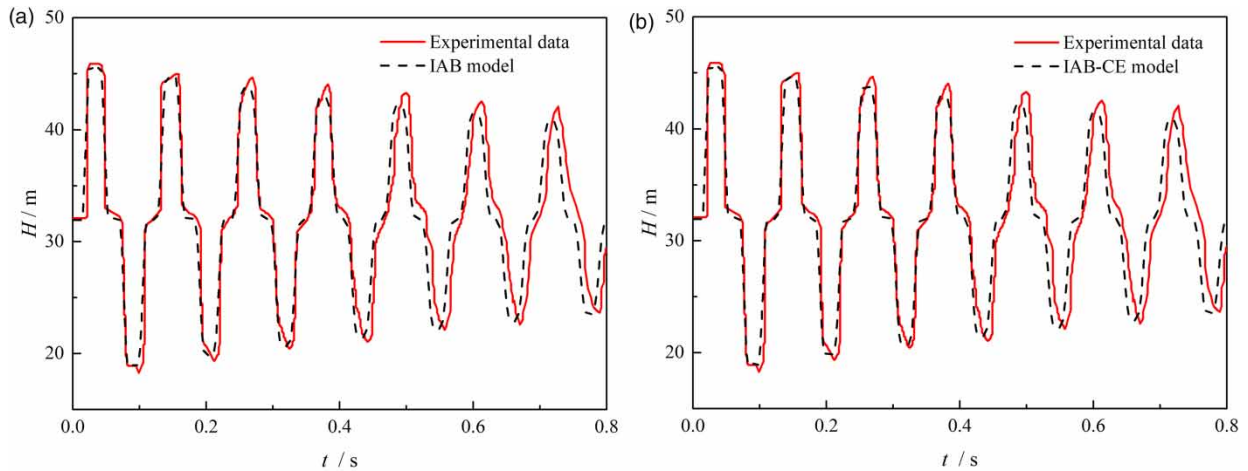 (a)
50
40
30
20
H / m
Experimental data
IAB model
0.0 0.2 0.4 0.6 0.8
t / s
(b)
50
40
30
20
H / m
Experimental data
IAB-CE model
0.0 0.2 0.4 0.6 0.8
t / s